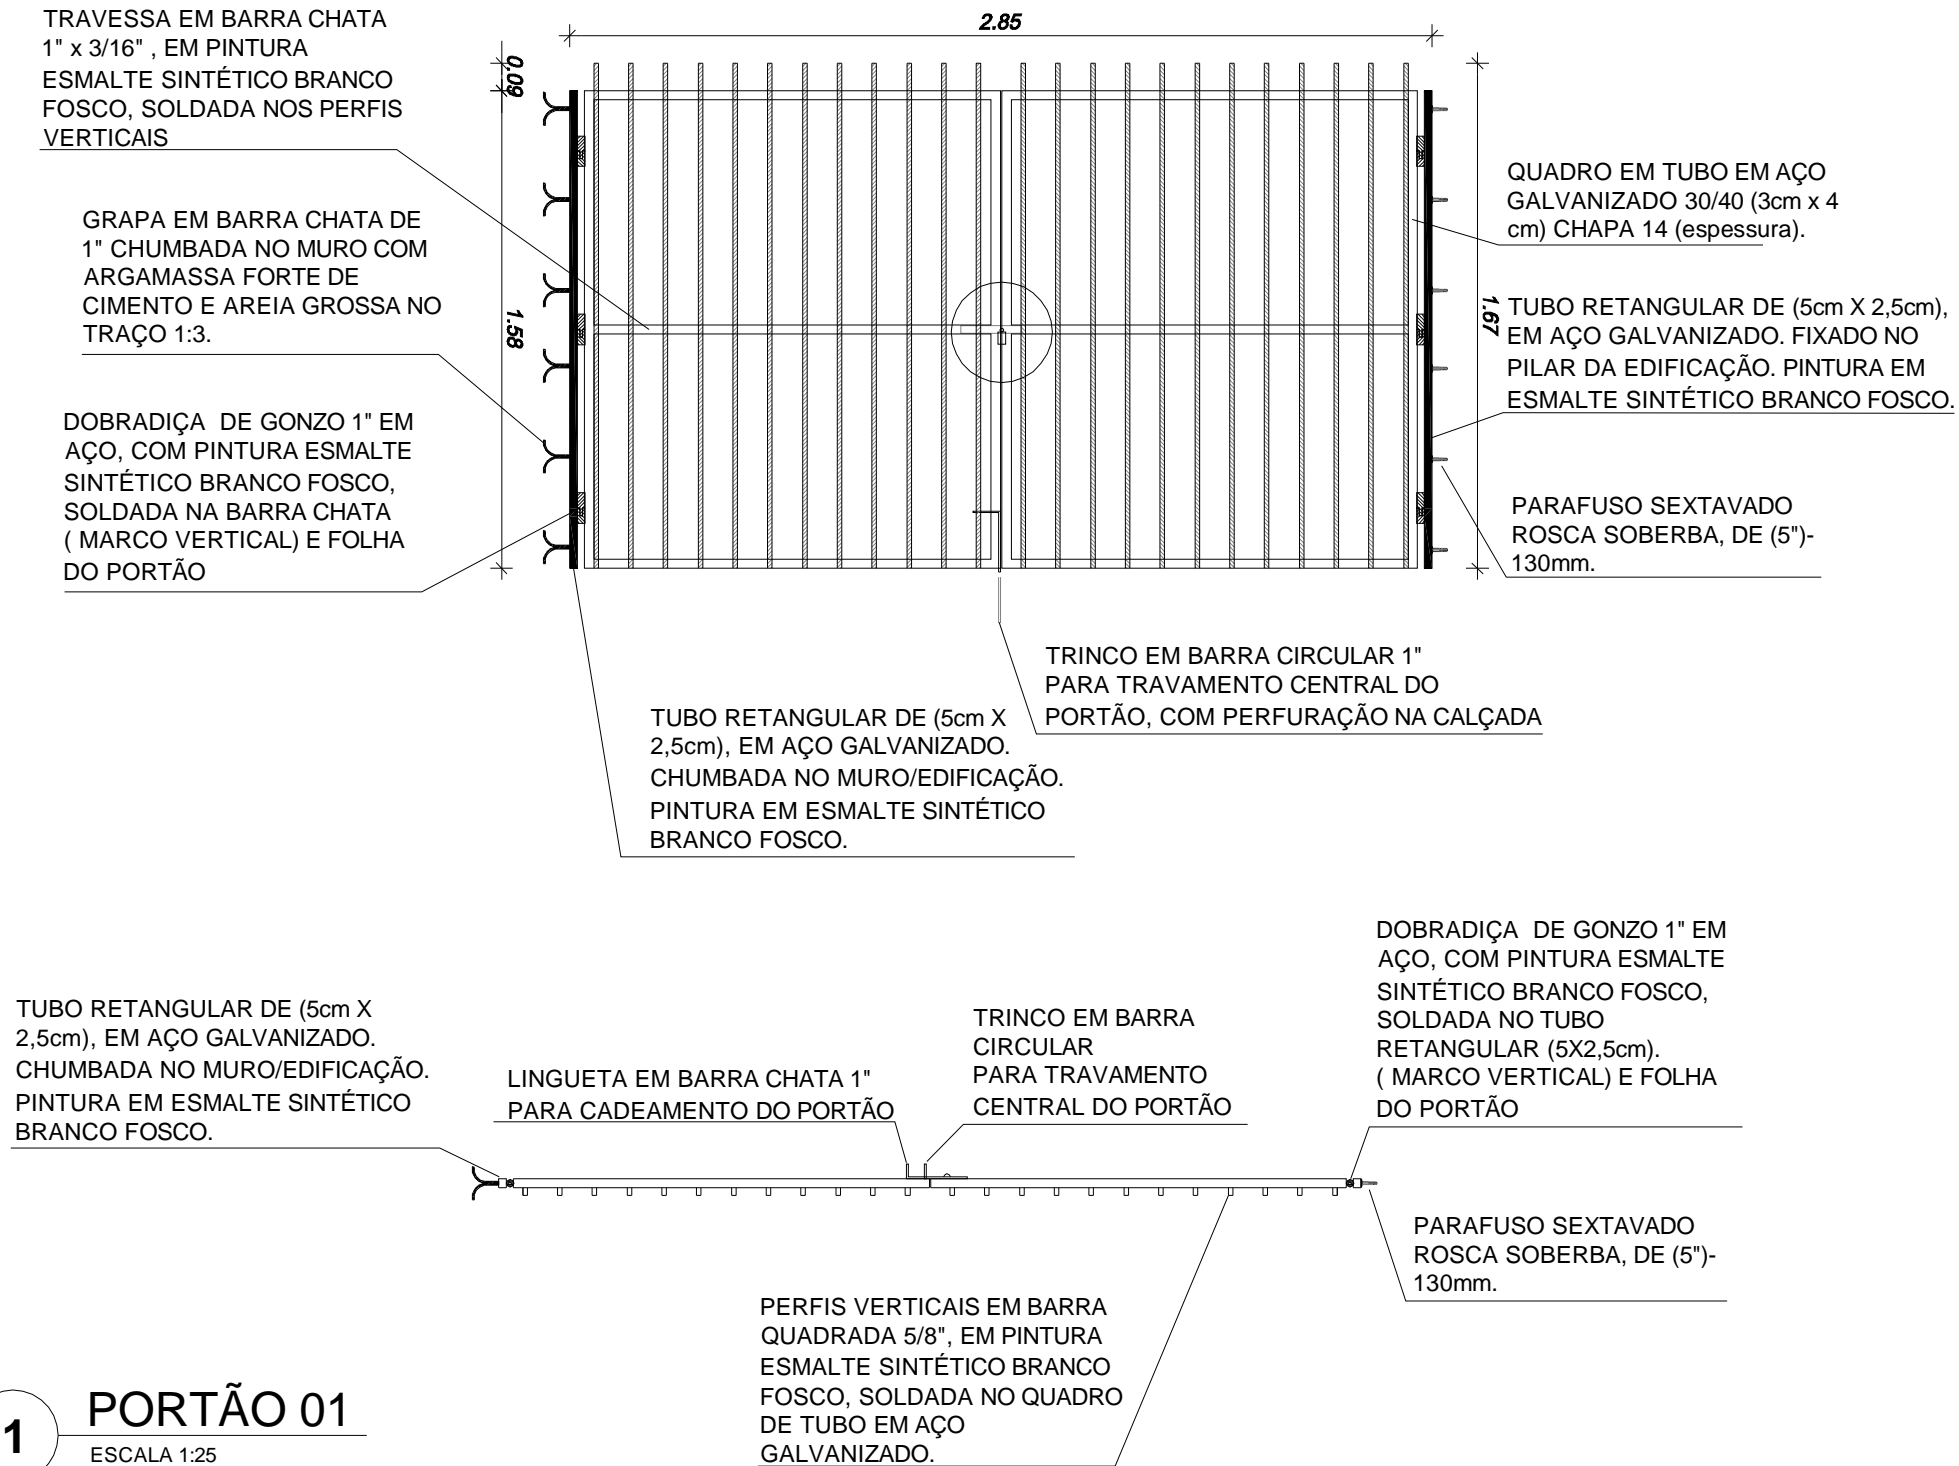 TRAVESSA EM BARRA CHATA
1" x 3/16" , EM PINTURA
ESMALTE SINTÉTICO BRANCO
FOSCO, SOLDADA NOS PERFIS
VERTICAIS
GRAPA EM BARRA CHATA DE
1" CHUMBADA NO MURO COM
ARGAMASSA FORTE DE
CIMENTO E AREIA GROSSA NO
TRAÇO 1:3.
DOBRADIÇA DE GONZO 1" EM
AÇO, COM PINTURA ESMALTE
SINTÉTICO BRANCO FOSCO,
SOLDADA NA BARRA CHATA
( MARCO VERTICAL) E FOLHA
DO PORTÃO
2.85
0.09
1.58
1.67
QUADRO EM TUBO EM AÇO
GALVANIZADO 30/40 (3cm x 4
cm) CHAPA 14 (espessura).
TUBO RETANGULAR DE (5cm X 2,5cm),
EM AÇO GALVANIZADO. FIXADO NO
PILAR DA EDIFICAÇÃO. PINTURA EM
ESMALTE SINTÉTICO BRANCO FOSCO.
PARAFUSO SEXTAVADO
ROSCA SOBERBA, DE (5")-
130mm.
TRINCO EM BARRA CIRCULAR 1"
PARA TRAVAMENTO CENTRAL DO
PORTÃO, COM PERFURAÇÃO NA CALÇADA
TUBO RETANGULAR DE (5cm X
2,5cm), EM AÇO GALVANIZADO.
CHUMBADA NO MURO/EDIFICAÇÃO.
PINTURA EM ESMALTE SINTÉTICO
BRANCO FOSCO.
TUBO RETANGULAR DE (5cm X
2,5cm), EM AÇO GALVANIZADO.
CHUMBADA NO MURO/EDIFICAÇÃO.
PINTURA EM ESMALTE SINTÉTICO
BRANCO FOSCO.
LINGUETA EM BARRA CHATA 1"
PARA CADEAMENTO DO PORTÃO
TRINCO EM BARRA
CIRCULAR
PARA TRAVAMENTO
CENTRAL DO PORTÃO
DOBRADIÇA DE GONZO 1" EM
AÇO, COM PINTURA ESMALTE
SINTÉTICO BRANCO FOSCO,
SOLDADA NO TUBO
RETANGULAR (5X2,5cm).
( MARCO VERTICAL) E FOLHA
DO PORTÃO
PARAFUSO SEXTAVADO
ROSCA SOBERBA, DE (5")-
130mm.
PERFIS VERTICAIS EM BARRA
QUADRADA 5/8", EM PINTURA
ESMALTE SINTÉTICO BRANCO
FOSCO, SOLDADA NO QUADRO
DE TUBO EM AÇO
GALVANIZADO.
1
PORTÃO 01
ESCALA 1:25